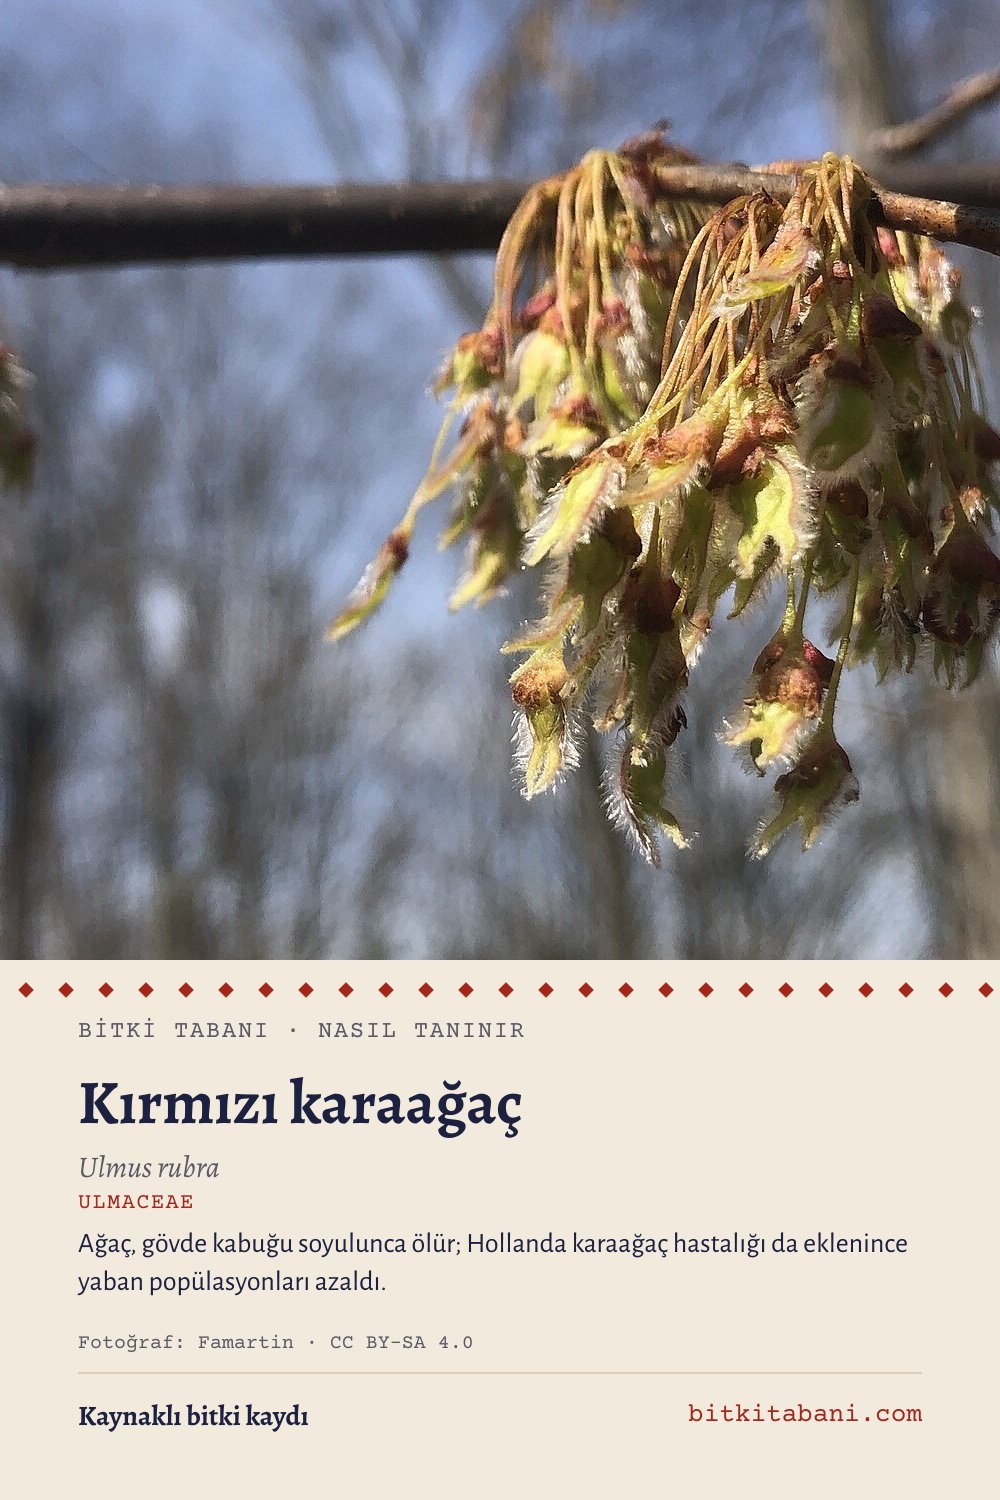 BİTKİ TABANI · NASIL TANINIR
Kırmızı karaağaç
Ulmus rubra
ULMACEAE
Ağaç, gövde kabuğu soyulunca ölür; Hollanda karaağaç hastalığı da eklenince
yaban popülasyonları azaldı.
Fotoğraf: Famartin · CC BY-SA 4.0
Kaynaklı bitki kaydı
bitkitabani.com